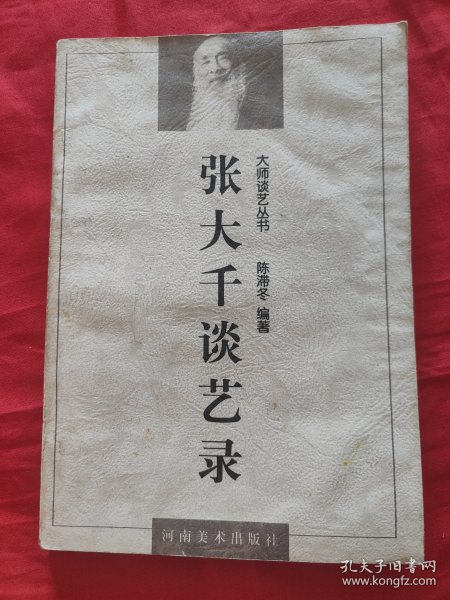 大师谈艺丛书 陈滞冬 编著
张大千谈艺录
河南美术出版社
孔夫子旧书网
www.kongfz.com